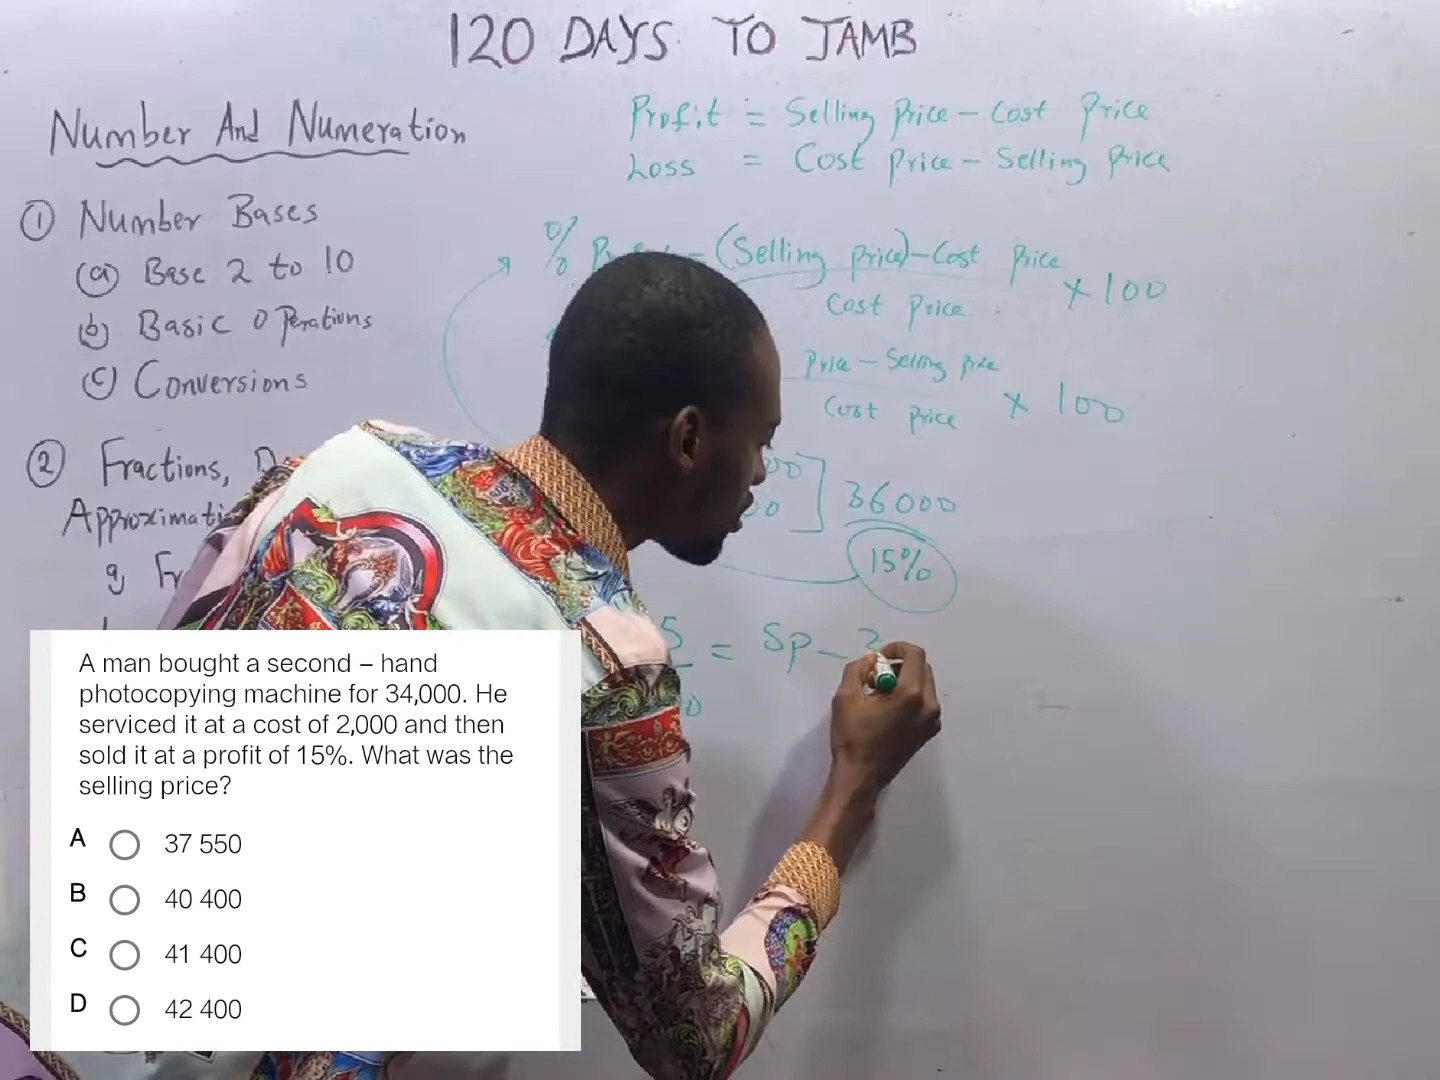 120 DAYS TO JAMB
Number And Numeration
① Number Bases
(a) Base 2 to 10
(b) Basic Operations
(c) Conversions
② Fractions,
Approximati
Profit = Selling Price - Cost Price
Loss = Cost Price - Selling Price
% (Selling price) - Cost Price
Cost Price
× 100
Price - Selling Price
Cost Price
× 100
] 36000
15%
5 = SP -
A man bought a second – hand
photocopying machine for 34,000. He
serviced it at a cost of 2,000 and then
sold it at a profit of 15%. What was the
selling price?
A 37 550
B 40 400
C 41 400
D 42 400